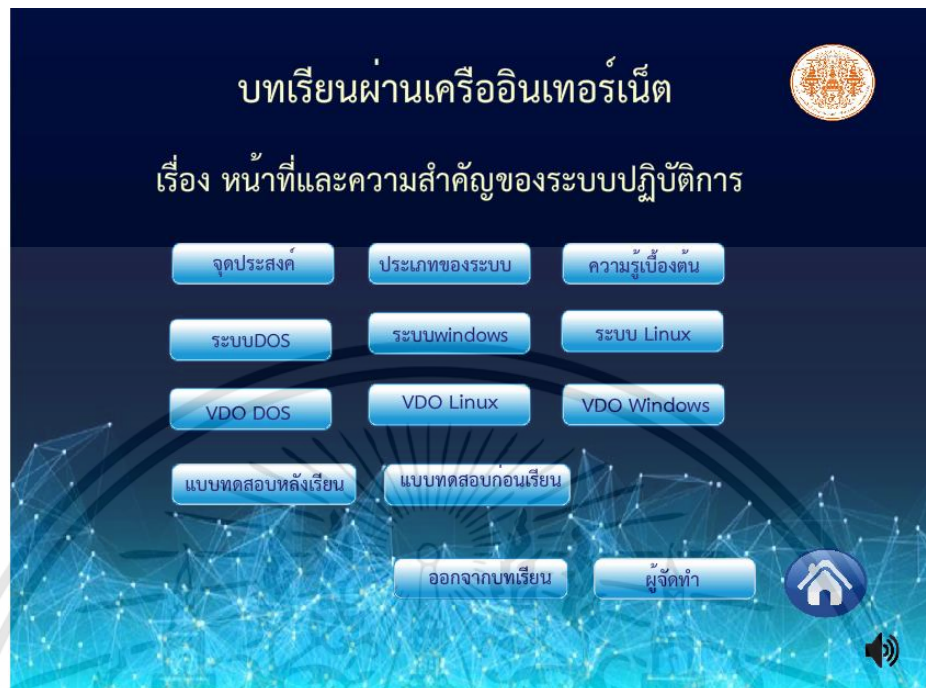 บทเรียนผ่านเครืออินเทอร์เน็ต
เรื่อง หน้าที่และความสำคัญของระบบปฏิบัติการ
จุดประสงค์ ประเภทของระบบ ความรู้เบื้องต้น
ระบบDOS ระบบwindows ระบบ Linux
VDO DOS VDO Linux VDO Windows
แบบทดสอบหลังเรียน แบบทดสอบก่อนเรียน
ออกจากบทเรียน ผู้จัดทำ